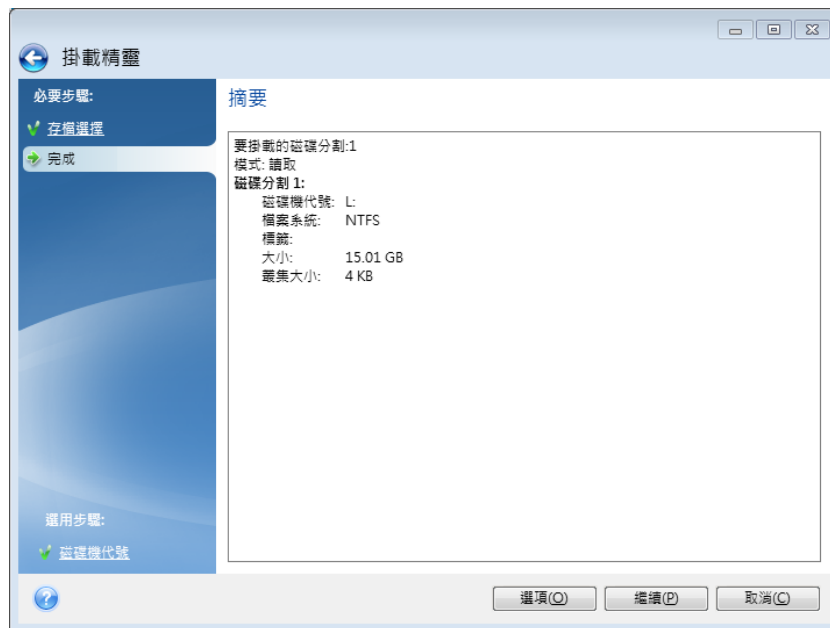 掛載精靈
必要步驟:
存檔選擇
完成
摘要
要掛載的磁碟分割:1
模式: 讀取
磁碟分割 1:
磁碟機代號: L:
檔案系統: NTFS
標籤:
大小: 15.01 GB
叢集大小: 4 KB
選用步驟:
磁碟機代號
選項(O) 繼續(P) 取消(C)